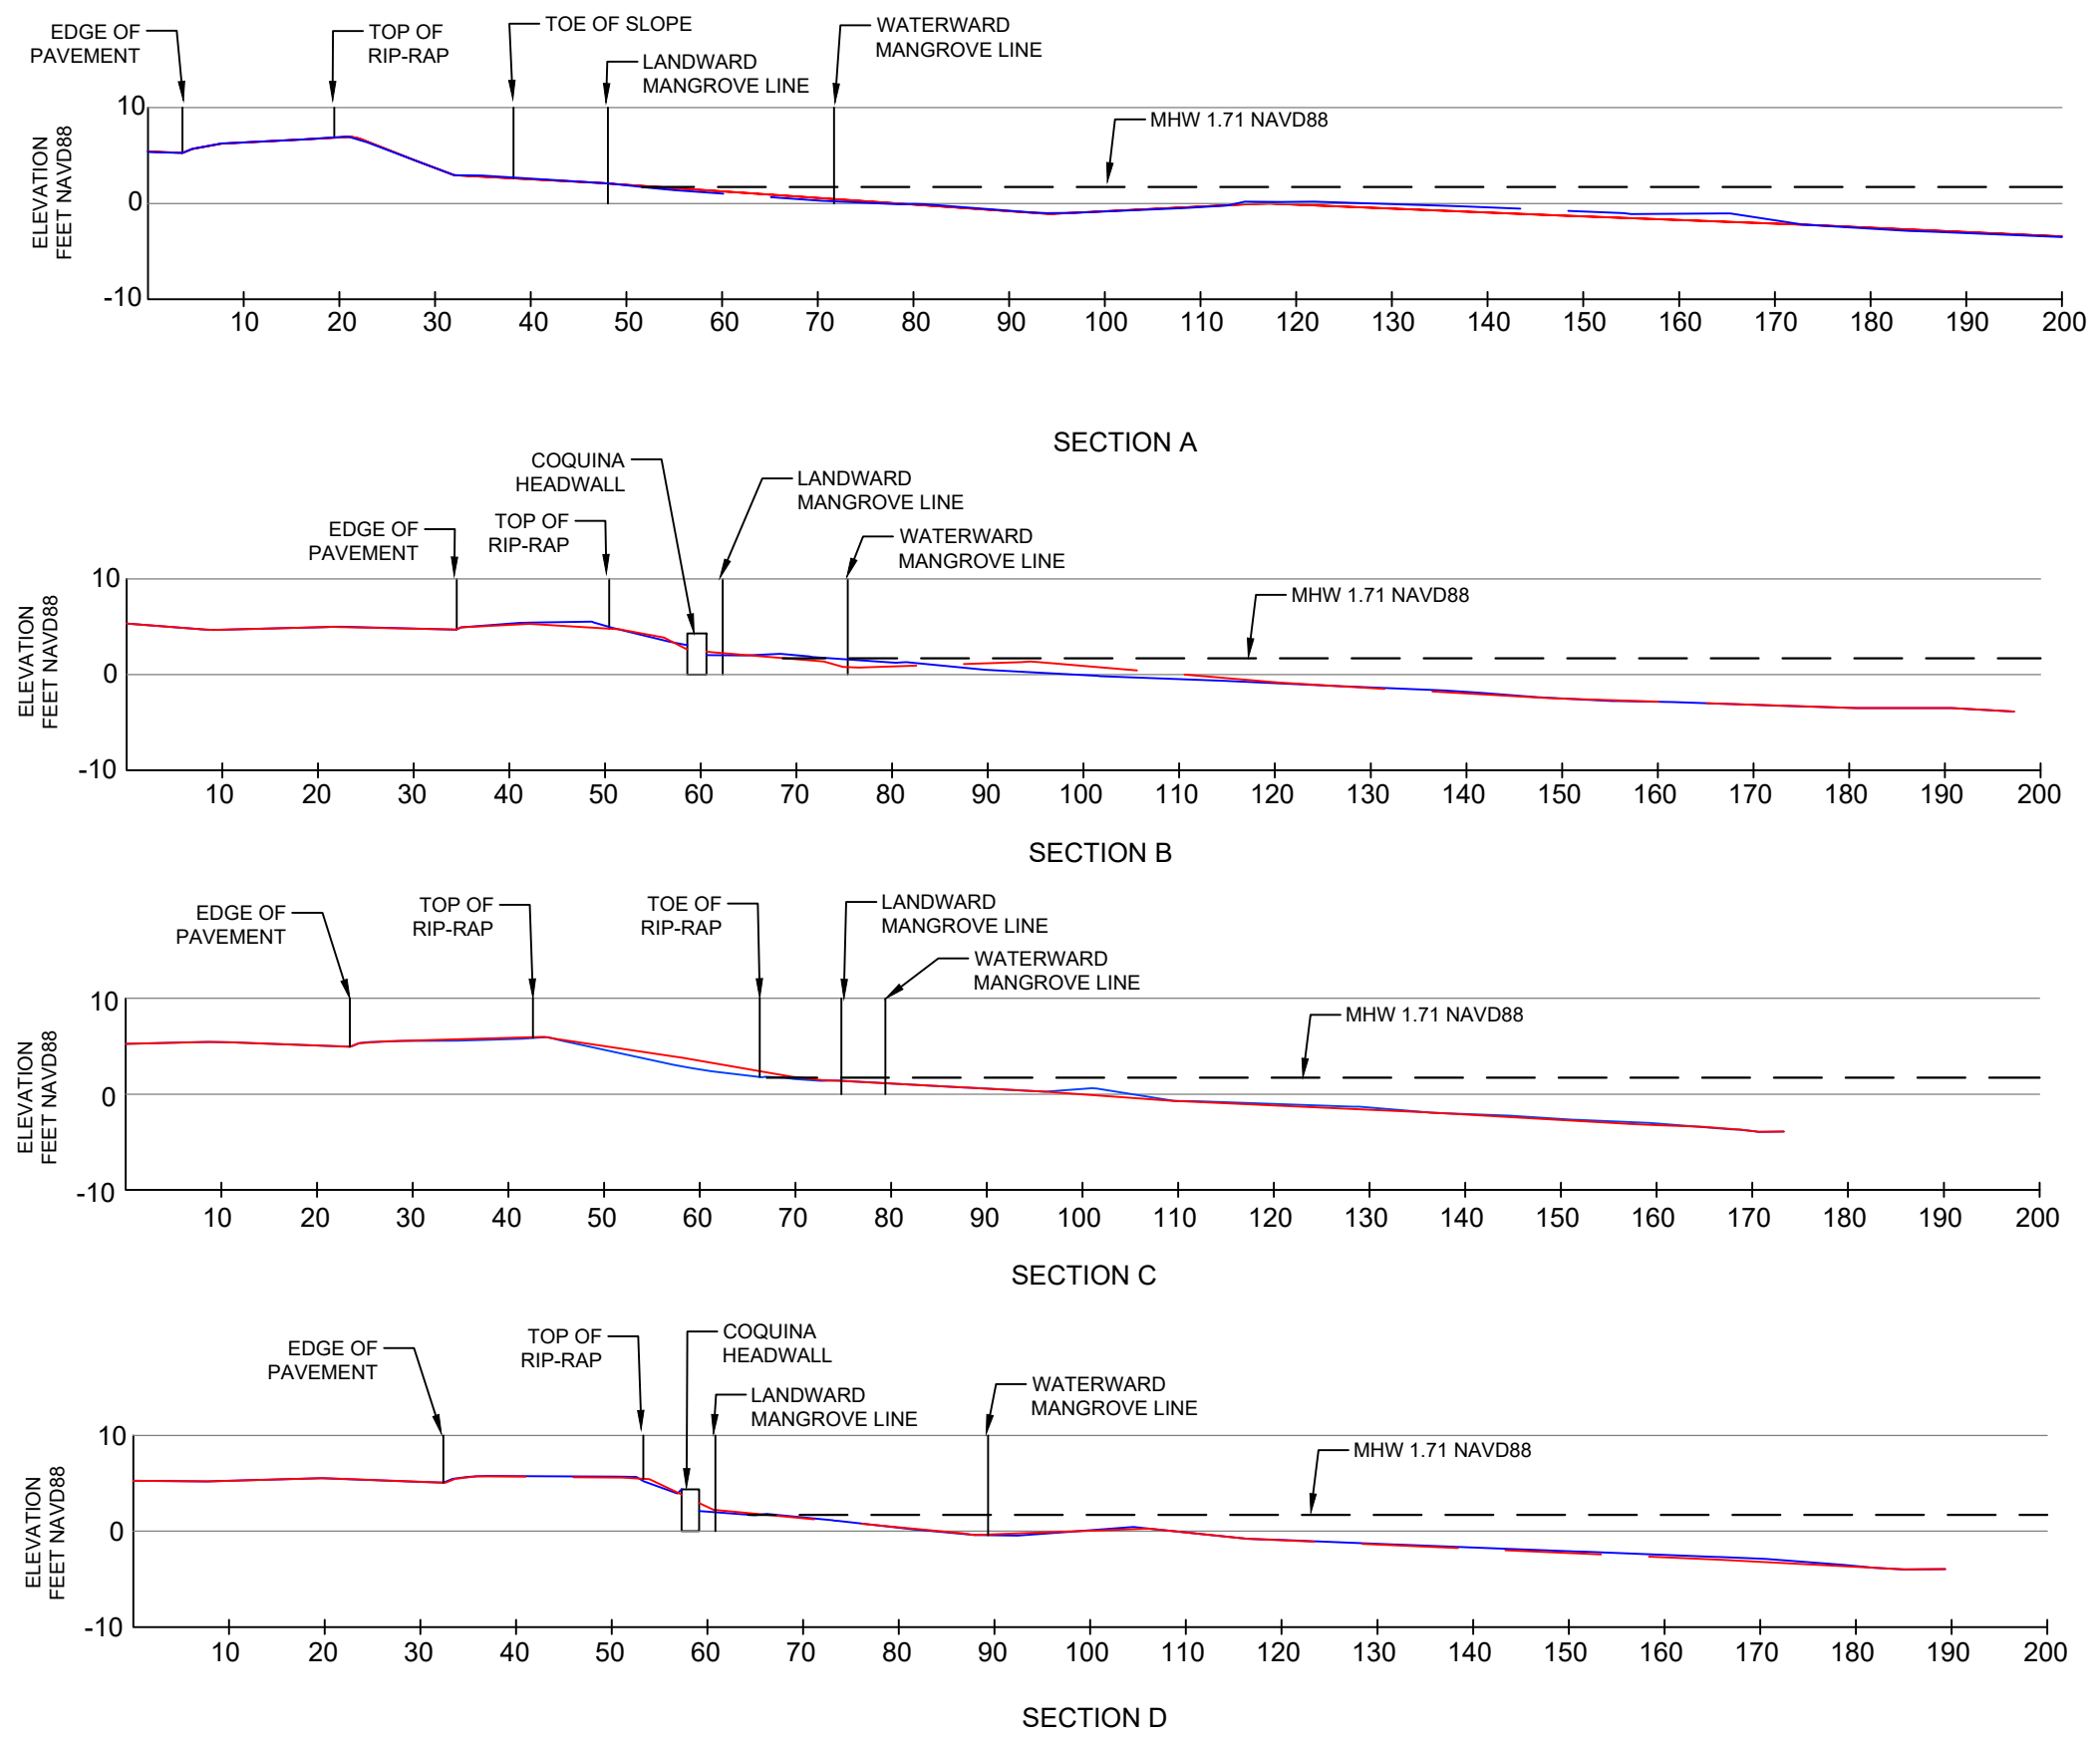 EDGE OF
PAVEMENT
TOP OF
RIP-RAP
TOE OF SLOPE
LANDWARD
MANGROVE LINE
WATERWARD
MANGROVE LINE
MHW 1.71 NAVD88
ELEVATION
FEET NAVD88
10
0
-10
10 20 30 40 50 60 70 80 90 100 110 120 130 140 150 160 170 180 190 200
SECTION A
COQUINA
HEADWALL
LANDWARD
MANGROVE LINE
EDGE OF
PAVEMENT
TOP OF
RIP-RAP
WATERWARD
MANGROVE LINE
MHW 1.71 NAVD88
ELEVATION
FEET NAVD88
10
0
-10
10 20 30 40 50 60 70 80 90 100 110 120 130 140 150 160 170 180 190 200
SECTION B
EDGE OF
PAVEMENT
TOP OF
RIP-RAP
TOE OF
RIP-RAP
LANDWARD
MANGROVE LINE
WATERWARD
MANGROVE LINE
MHW 1.71 NAVD88
ELEVATION
FEET NAVD88
10
0
-10
10 20 30 40 50 60 70 80 90 100 110 120 130 140 150 160 170 180 190 200
SECTION C
EDGE OF
PAVEMENT
TOP OF
RIP-RAP
COQUINA
HEADWALL
LANDWARD
MANGROVE LINE
WATERWARD
MANGROVE LINE
MHW 1.71 NAVD88
ELEVATION
FEET NAVD88
10
0
-10
10 20 30 40 50 60 70 80 90 100 110 120 130 140 150 160 170 180 190 200
SECTION D